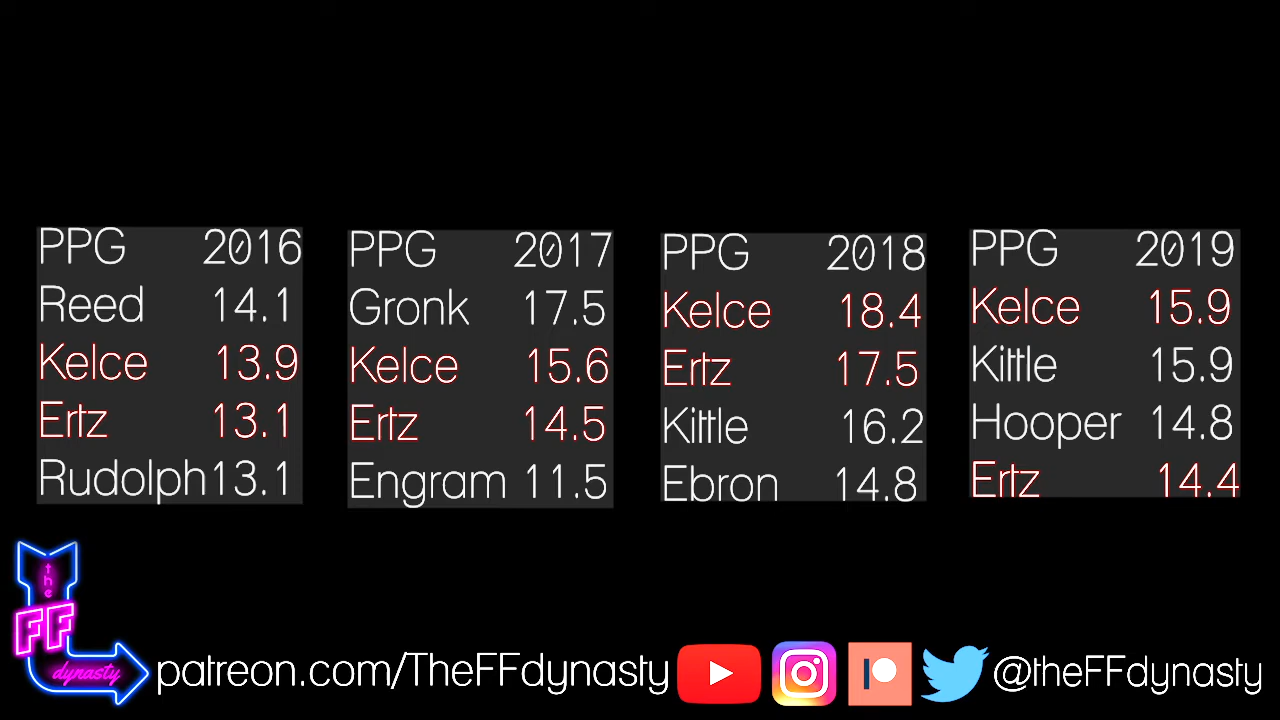 PPG 2016
Reed 14.1
Kelce 13.9
Ertz 13.1
Rudolph 13.1
PPG 2017
Gronk 17.5
Kelce 15.6
Ertz 14.5
Engram 11.5
PPG 2018
Kelce 18.4
Ertz 17.5
Kittle 16.2
Ebron 14.8
PPG 2019
Kelce 15.9
Kittle 15.9
Hooper 14.8
Ertz 14.4
the
FF
dynasty
patreon.com/TheFFdynasty @theFFdynasty